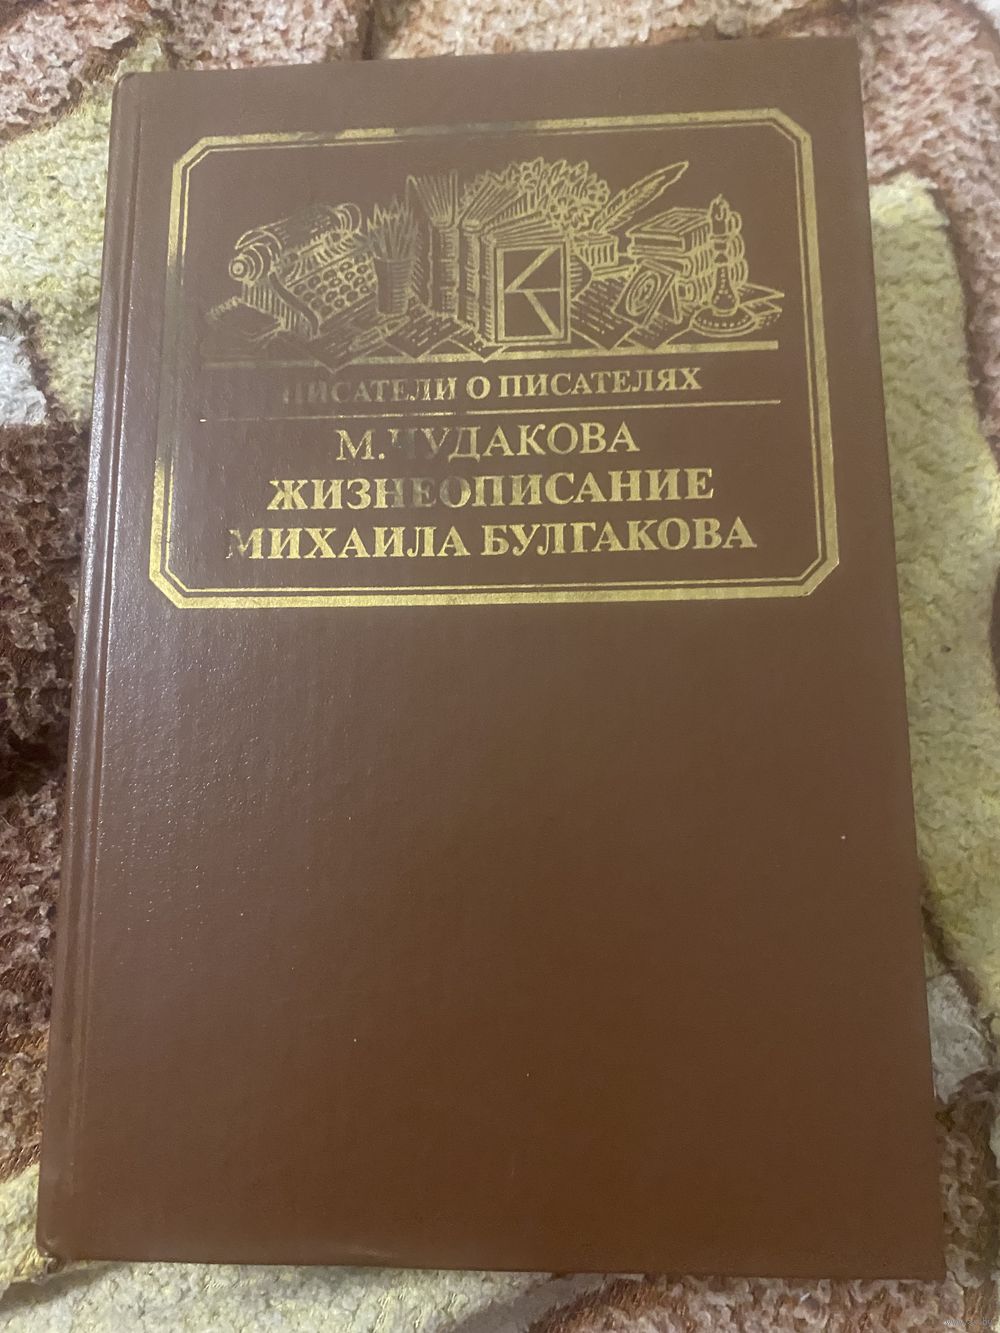 ПИСАТЕЛИ О ПИСАТЕЛЯХ
М. ЧУДАКОВА
ЖИЗНЕОПИСАНИЕ
МИХАИЛА БУЛГАКОВА